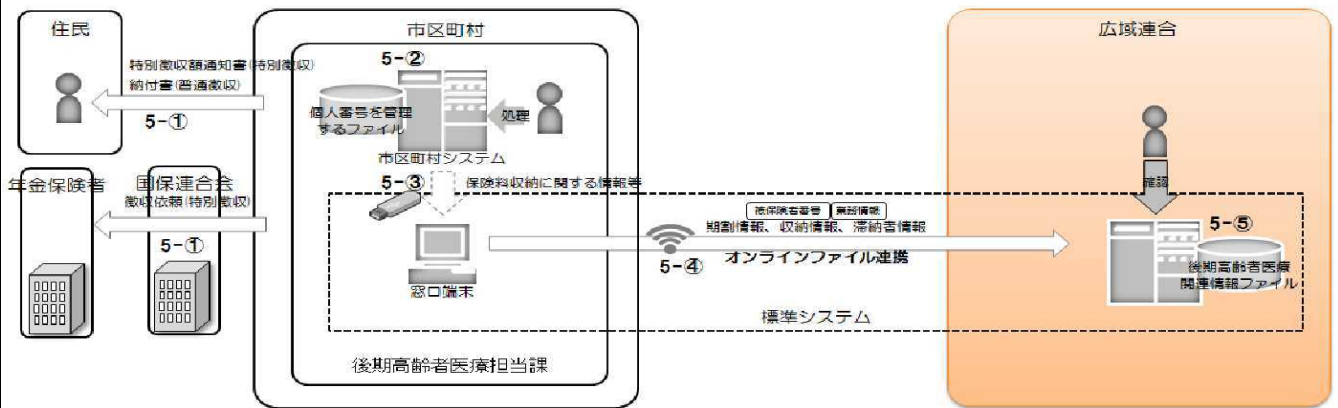 住民
特別徴収額通知書(特別徴収)
納付書(普通徴収)
5-①
年金保険者
国保連合会
徴収依頼(特別徴収)
5-①
市区町村
5-②
個人番号を管理
するファイル
処理
市区町村システム
5-③
保険料収納に関する情報等
窓口端末
後期高齢者医療担当課
被保険者番号
業務情報
期割情報、収納情報、滞納者情報
5-④
オンラインファイル連携
標準システム
広域連合
確認
5-⑤
後期高齢者医療
関連情報ファイル